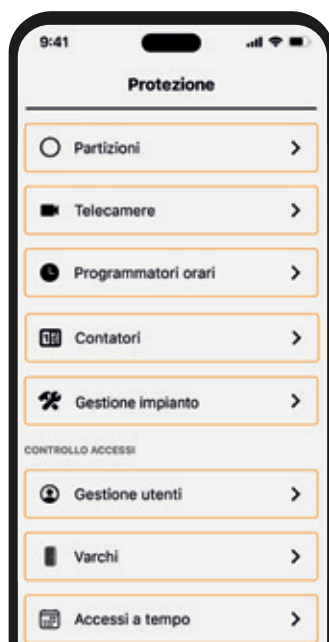 9:41
Protezione
Partizioni
Telecamere
Programmatori orari
Contatori
Gestione impianto
CONTROLLO ACCESSI
Gestione utenti
Varchi
Accessi a tempo